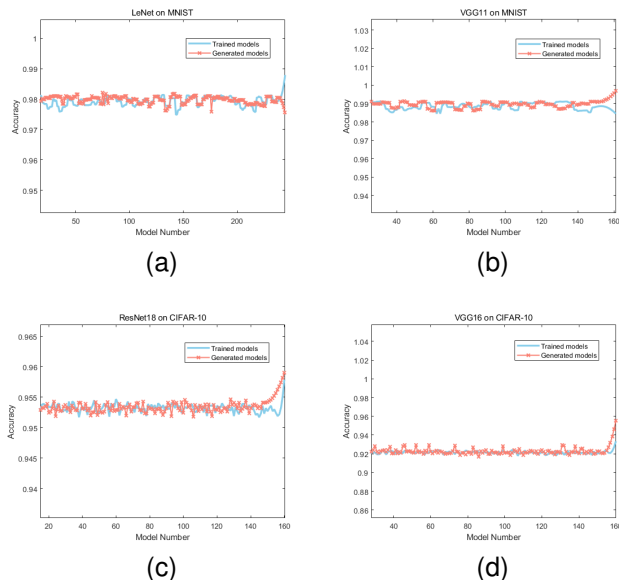 LeNet on MNIST
1
0.99
0.98
0.97
0.96
0.95
Accuracy
Trained models
Generated models
50 100 150 200
Model Number
(a)
VGG11 on MNIST
1.03
1.02
1.01
1
0.99
0.98
0.97
0.96
0.95
0.94
Accuracy
Trained models
Generated models
40 60 80 100 120 140 160
Model Number
(b)
ResNet18 on CIFAR-10
0.965
0.96
0.955
0.95
0.945
0.94
Accuracy
Trained models
Generated models
20 40 60 80 100 120 140 160
Model Number
(c)
VGG16 on CIFAR-10
1.04
1.02
1
0.98
0.96
0.94
0.92
0.9
0.88
0.86
Accuracy
Trained models
Generated models
40 60 80 100 120 140 160
Model Number
(d)